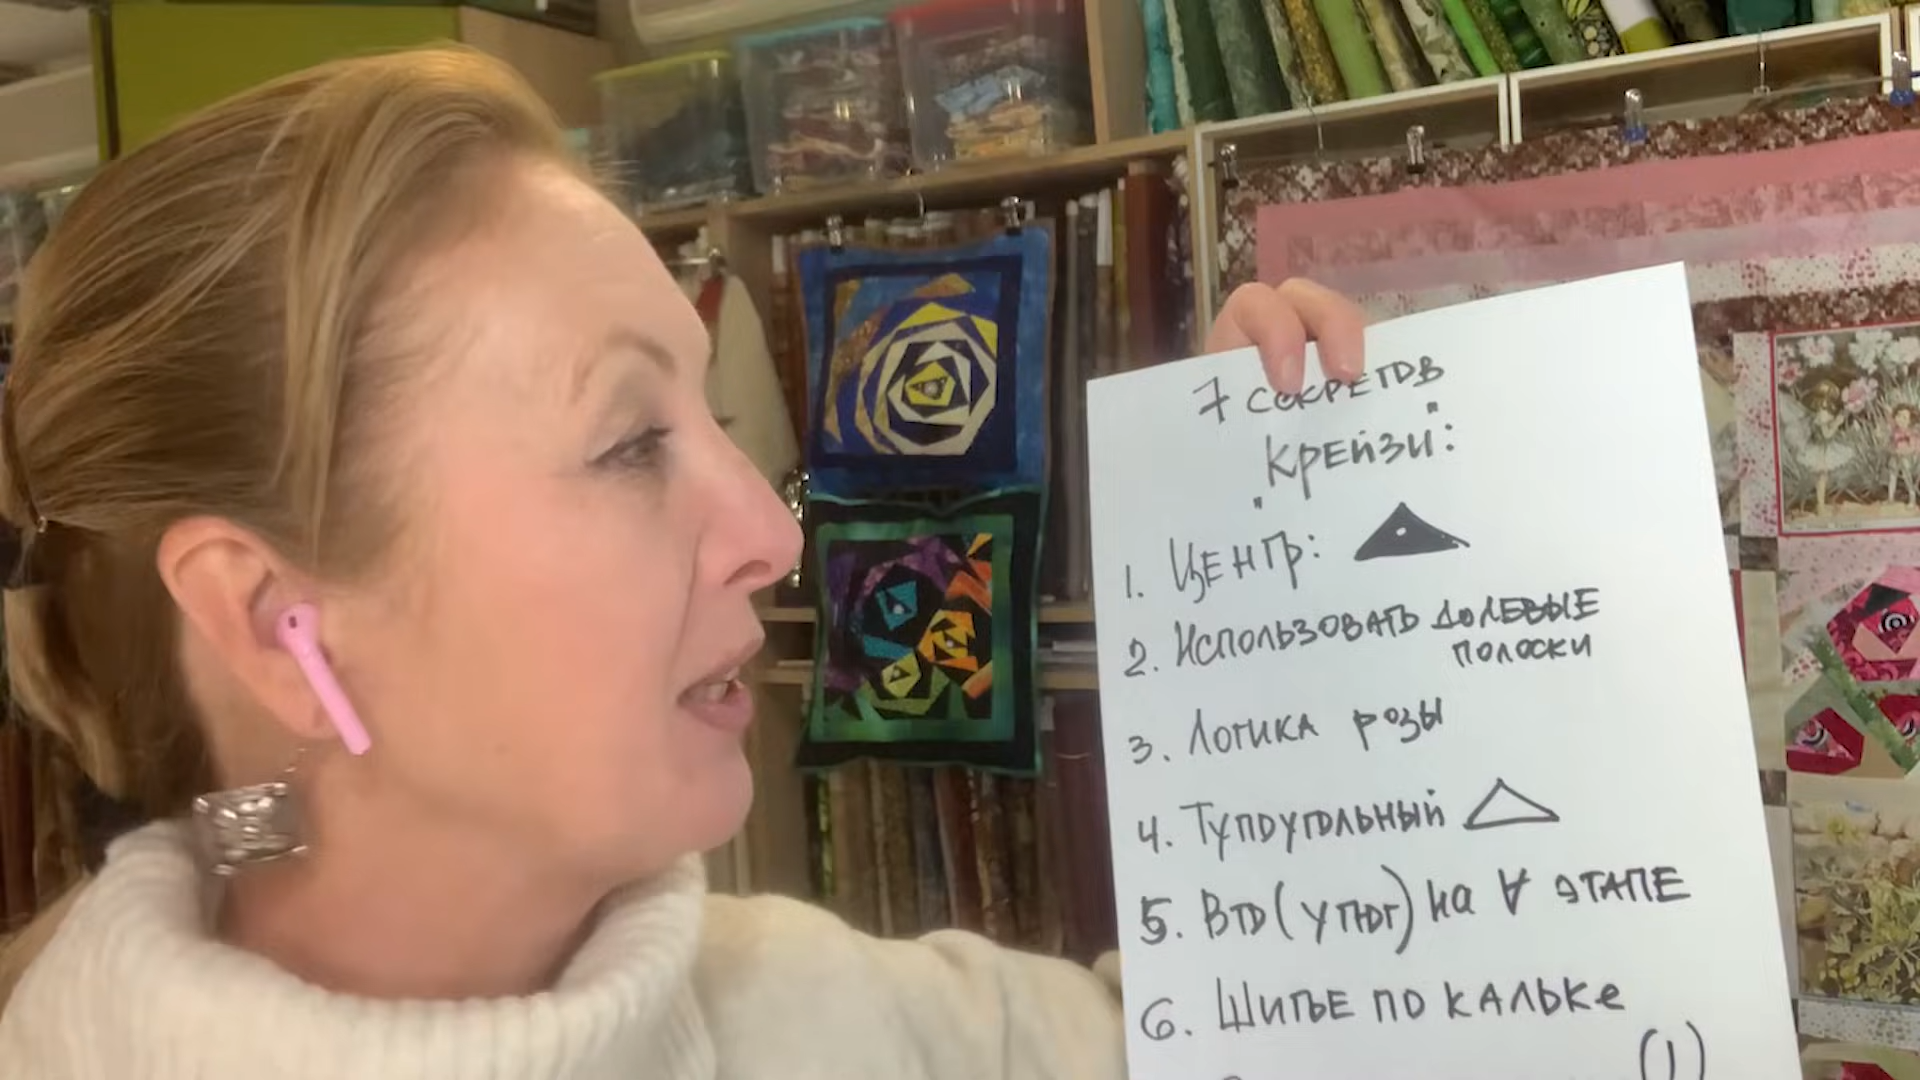 7 секретов
"Крейзи":
1. Центр:
2. Использовать долевые
полоски
3. Логика розы
4. Тупоугольный
5. ВТО (утюг) на ∀ этапе
6. Шитье по кальке
(1)